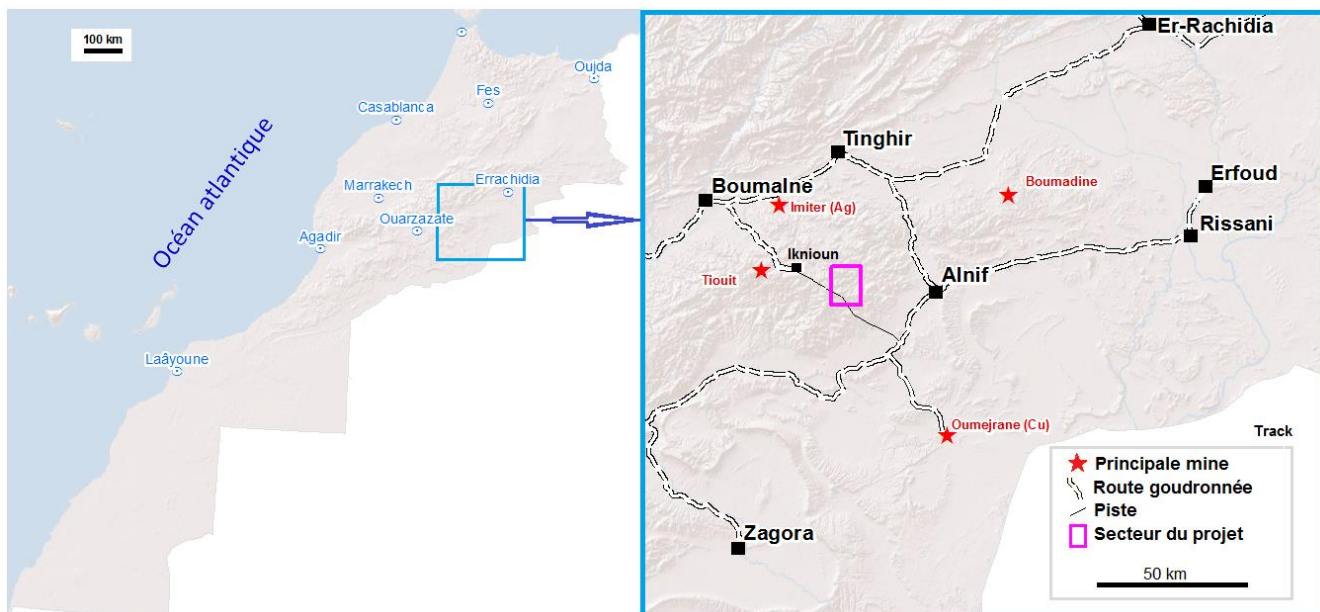 100 km
Oujda
Fes
Casablanca
Océan atlantique
Marrakech
Errachidia
Ouarzazate
Agadir
Laâyoune
Er-Rachidia
Tinghir
Boumalne
Imiter (Ag)
Boumadine
Erfoud
Rissani
Iknioun
Tiouit
Alnif
Oumejrane (Cu)
Zagora
Track
Principale mine
Route goudronnée
Piste
Secteur du projet
50 km